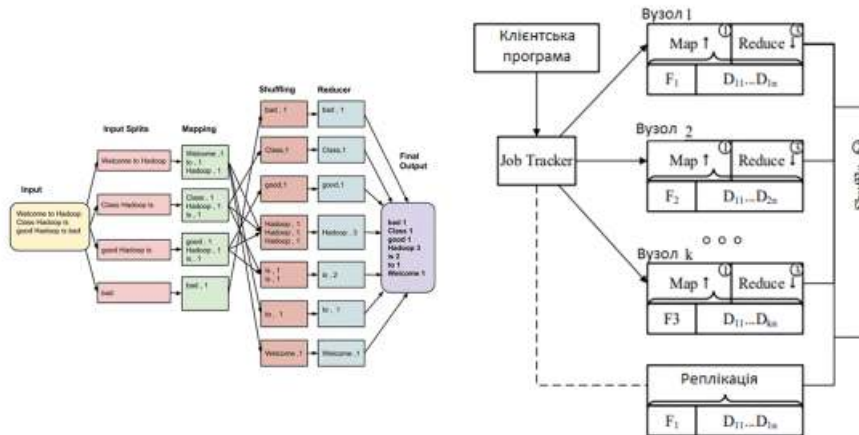 Input
Welcome to Hadoop
Class Hadoop is
good Hadoop is bad
Input Splits
Welcome to Hadoop
Class Hadoop is
good Hadoop is
bad
Mapping
Welcome , 1
to , 1
Hadoop , 1
Class , 1
Hadoop , 1
is , 1
good , 1
Hadoop , 1
is , 1
bad , 1
Shuffling
bad , 1
Class,1
good,1
Hadoop , 1
Hadoop , 1
Hadoop , 1
is , 1
is , 1
to , 1
Welcome ,1
Reducer
bad , 1
Class,1
good,1
Hadoop , 3
is , 2
to , 1
Welcome , 1
Final
Output
bad 1
Class 1
good 1
Hadoop 3
is 2
to 1
Welcome 1
Клієнтська
програма
Job Tracker
Вузол 1
Map ↑ 1 Reduce ↓ 3
F₁ D₁₁...D₁ₙ
Вузол 2
Map ↑ 1 Reduce ↓ 3
F₂ D₁₁...D₂ₙ
Вузол k
Map ↑ 1 Reduce ↓ 3
F3 D₁₁...Dₖₙ
Реплікація
F₁ D₁₁...D₁ₙ